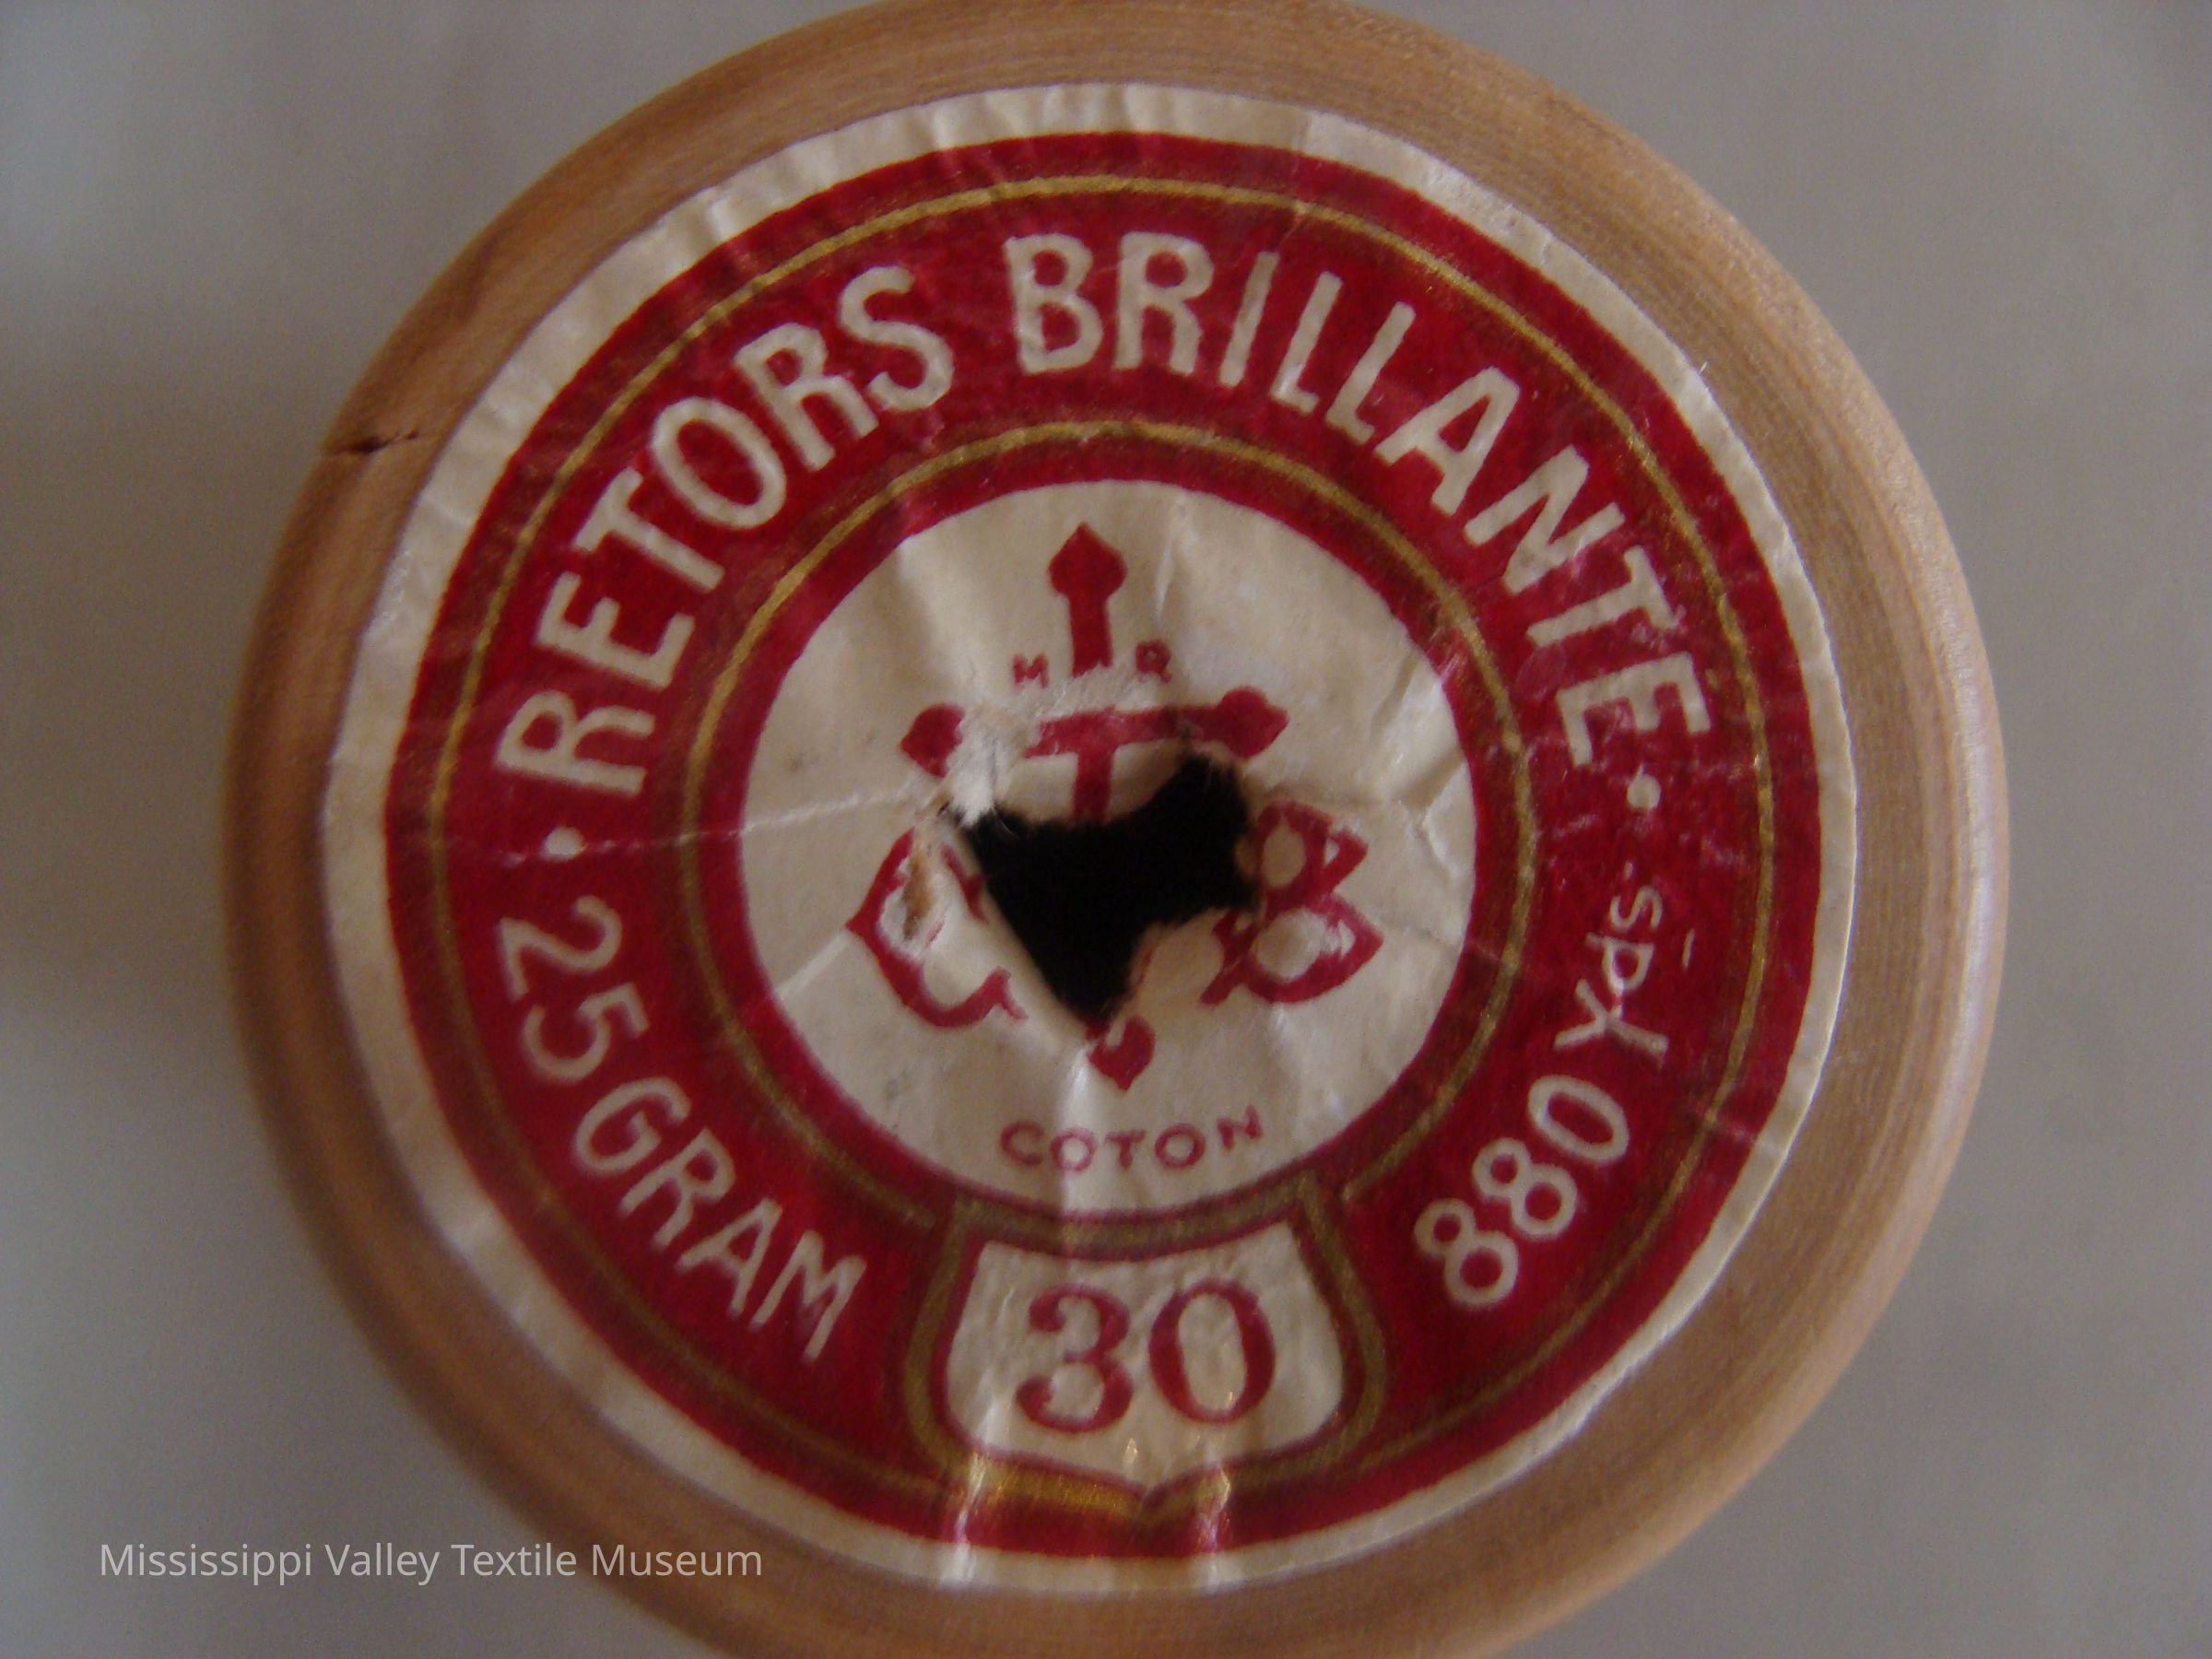 RETORS BRILLANTE
880 Yds
25 GRAM
M R
C B
COTON
30
Mississippi Valley Textile Museum